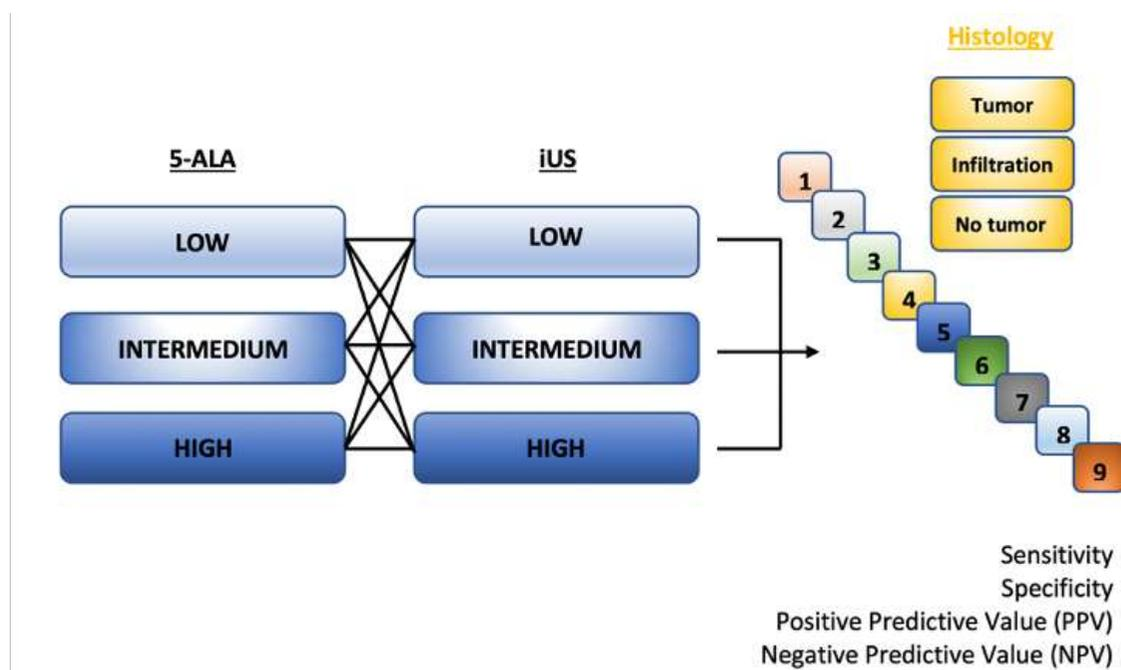 Histology
Tumor
Infiltration
No tumor
5-ALA
iUS
LOW
LOW
INTERMEDIUM
INTERMEDIUM
HIGH
HIGH
1
2
3
4
5
6
7
8
9
Sensitivity
Specificity
Positive Predictive Value (PPV)
Negative Predictive Value (NPV)